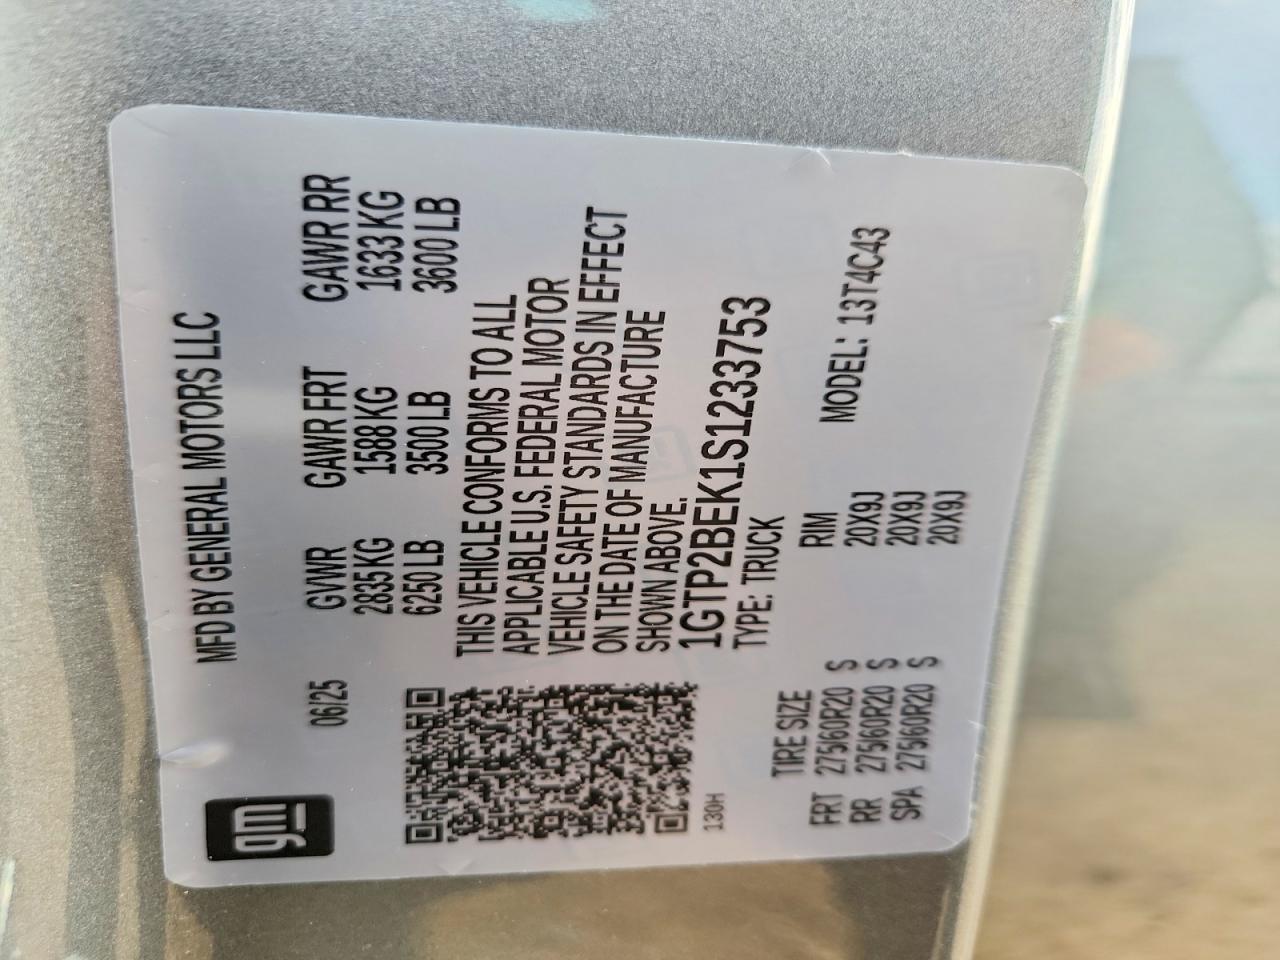 gm
MFD BY GENERAL MOTORS LLC
06/25
GVWR GAWR FRT GAWR RR
2835 KG 1588 KG 1633 KG
6250 LB 3500 LB 3600 LB
THIS VEHICLE CONFORMS TO ALL
APPLICABLE U.S. FEDERAL MOTOR
VEHICLE SAFETY STANDARDS IN EFFECT
ON THE DATE OF MANUFACTURE
SHOWN ABOVE.
1GTP2BEK1S1233753
130H TYPE: TRUCK
TIRE SIZE RIM MODEL: 13T4C43
FRT 275/60R20 S 20X9J
RR 275/60R20 S 20X9J
SPA 275/60R20 S 20X9J